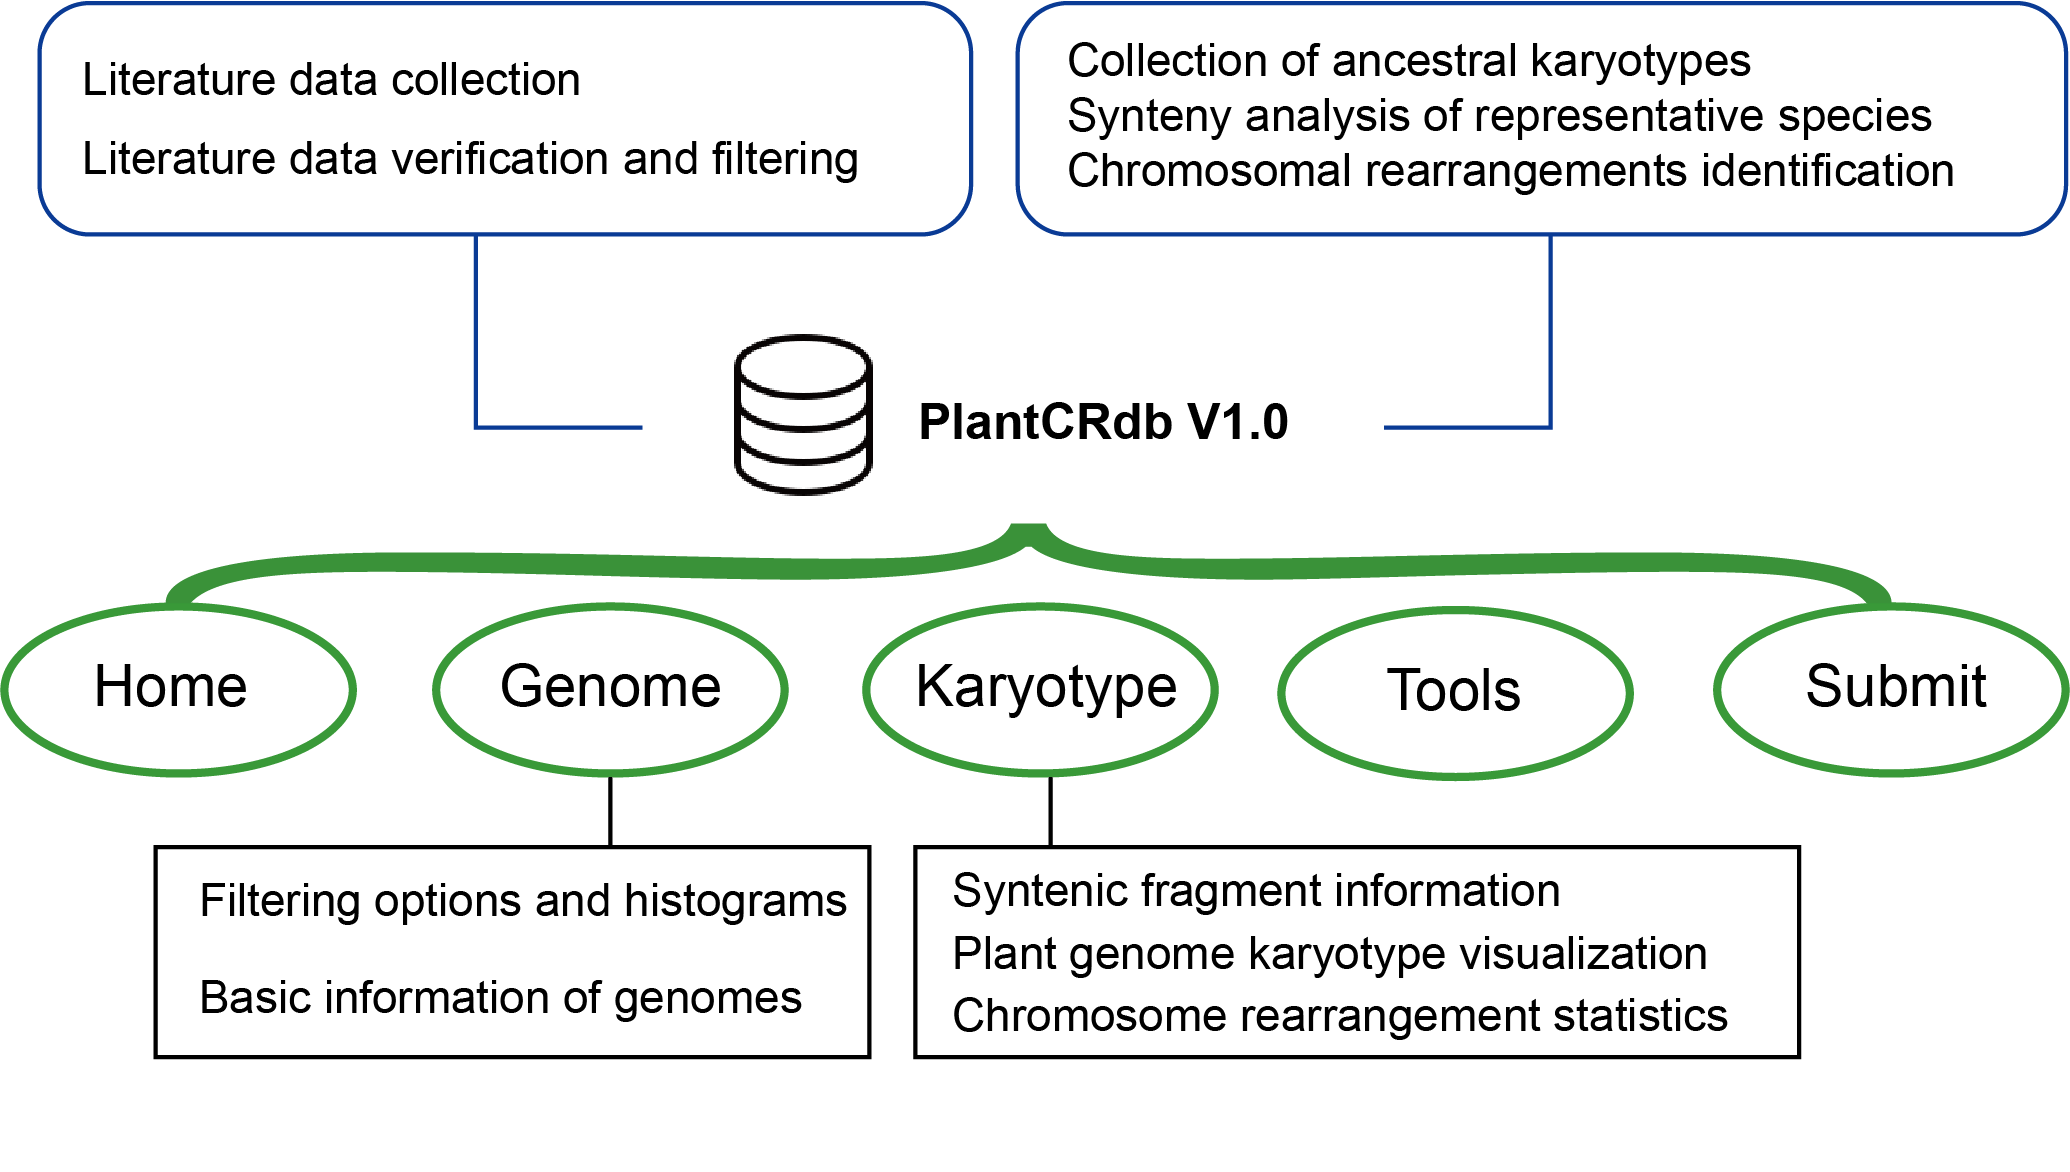 Literature data collection
Literature data verification and filtering
Collection of ancestral karyotypes
Synteny analysis of representative species
Chromosomal rearrangements identification
PlantCRdb V1.0
Home
Genome
Karyotype
Tools
Submit
Filtering options and histograms
Basic information of genomes
Syntenic fragment information
Plant genome karyotype visualization
Chromosome rearrangement statistics